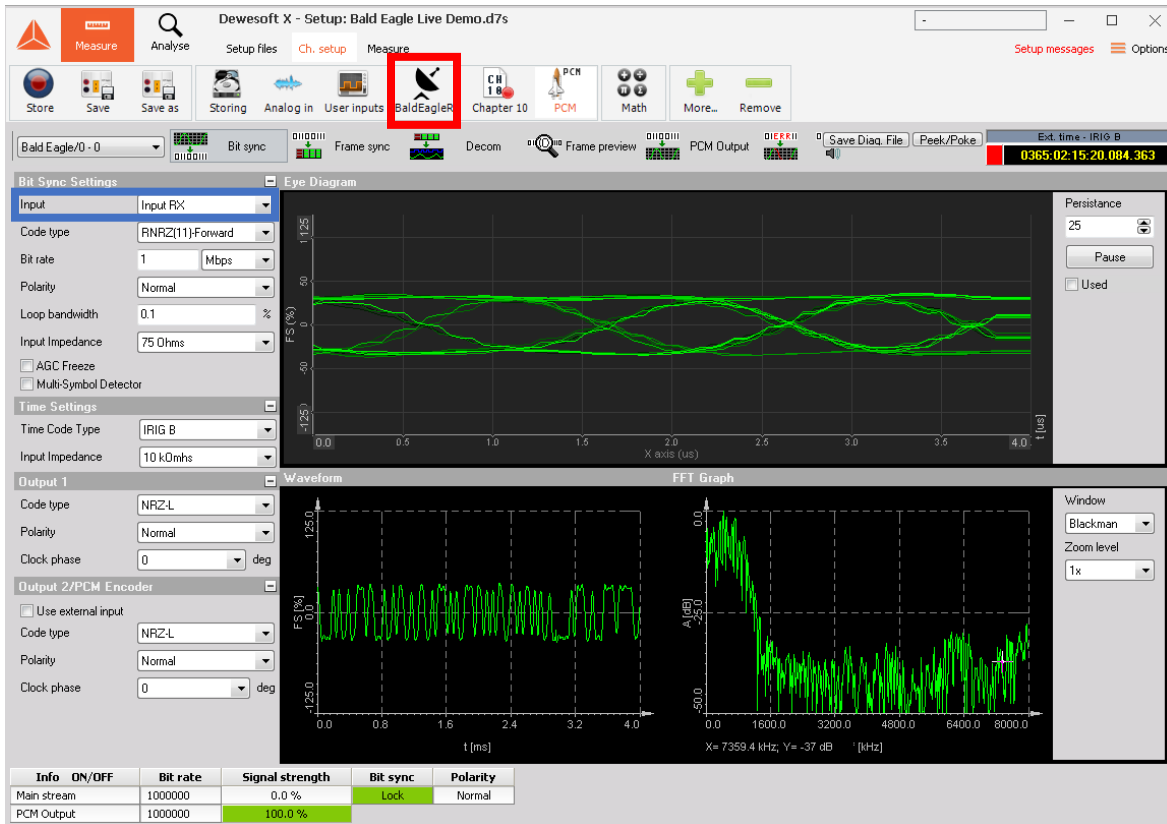 Dewesoft X - Setup: Bald Eagle Live Demo.d7s
-
Measure
Analyse
Setup files Ch. setup Measure
Setup messages Options
Store Save Save as Storing Analog in User inputs BaldEagleR Chapter 10 PCM Math More... Remove
CH 10
PCM
Bald Eagle/0 - 0
Bit sync Frame sync Decom Frame preview PCM Output
Save Diag. File Peek/Poke
Ext. time - IRIG B
0365:02:15:20.084.363
Bit Sync Settings
Input Input RX
Code type RNRZ(11)-Forward
Bit rate 1 Mbps
Polarity Normal
Loop bandwidth 0.1 %
Input Impedance 75 Ohms
AGC Freeze
Multi-Symbol Detector
Time Settings
Time Code Type IRIG B
Input Impedance 10 kOmhs
Output 1
Code type NRZ-L
Polarity Normal
Clock phase 0 deg
Output 2/PCM Encoder
Use external input
Code type NRZ-L
Polarity Normal
Clock phase 0 deg
Eye Diagram
FS (%)
50
0
-50
-125
0.0 0.5 1.0 1.5 2.0 2.5 3.0 3.5 4.0
X axis (us)
t [us]
Persistance
25
Pause
Used
Waveform
125.0
FS [%]
0.0
-125.0
0.0 0.8 1.6 2.4 3.2 4.0
t [ms]
FFT Graph
0.0
A [dB]
-25.0
-50.0
0.0 1600.0 3200.0 4800.0 6400.0 8000.0
X= 7359.4 kHz; Y= -37 dB [kHz]
Window
Blackman
Zoom level
1x
Info ON/OFF Bit rate Signal strength Bit sync Polarity
Main stream 1000000 0.0 % Lock Normal
PCM Output 1000000 100.0 %